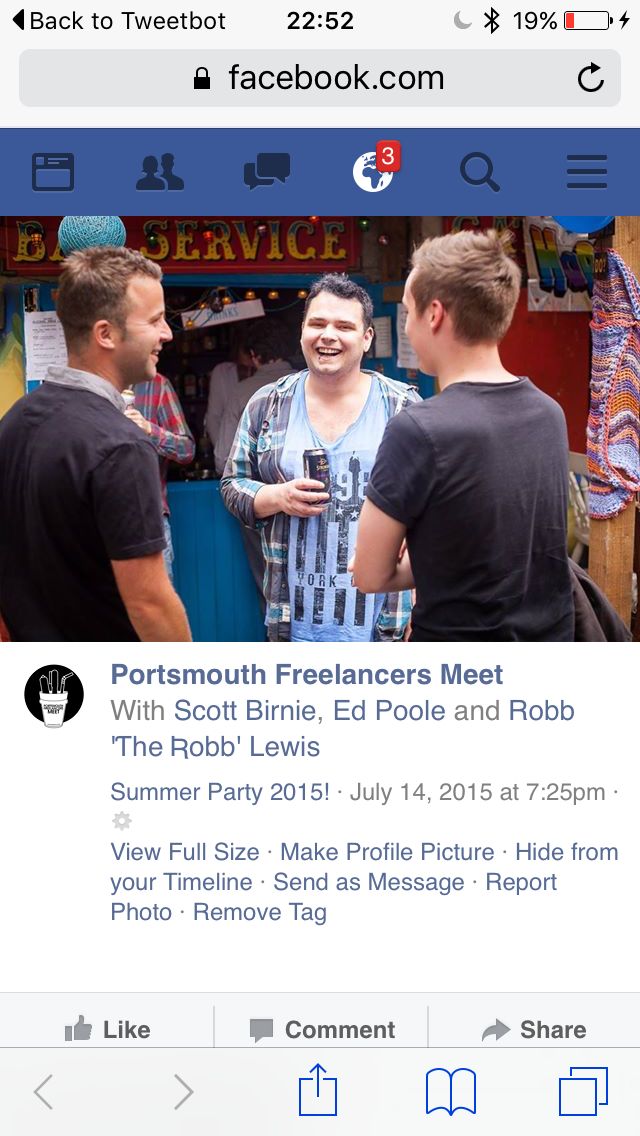 Back to Tweetbot 22:52 19%
facebook.com
3
BA SERVICE
DRINKS
98
YORK
Portsmouth Freelancers Meet
With Scott Birnie, Ed Poole and Robb
'The Robb' Lewis
Summer Party 2015! · July 14, 2015 at 7:25pm ·
View Full Size · Make Profile Picture · Hide from
your Timeline · Send as Message · Report
Photo · Remove Tag
Like Comment Share